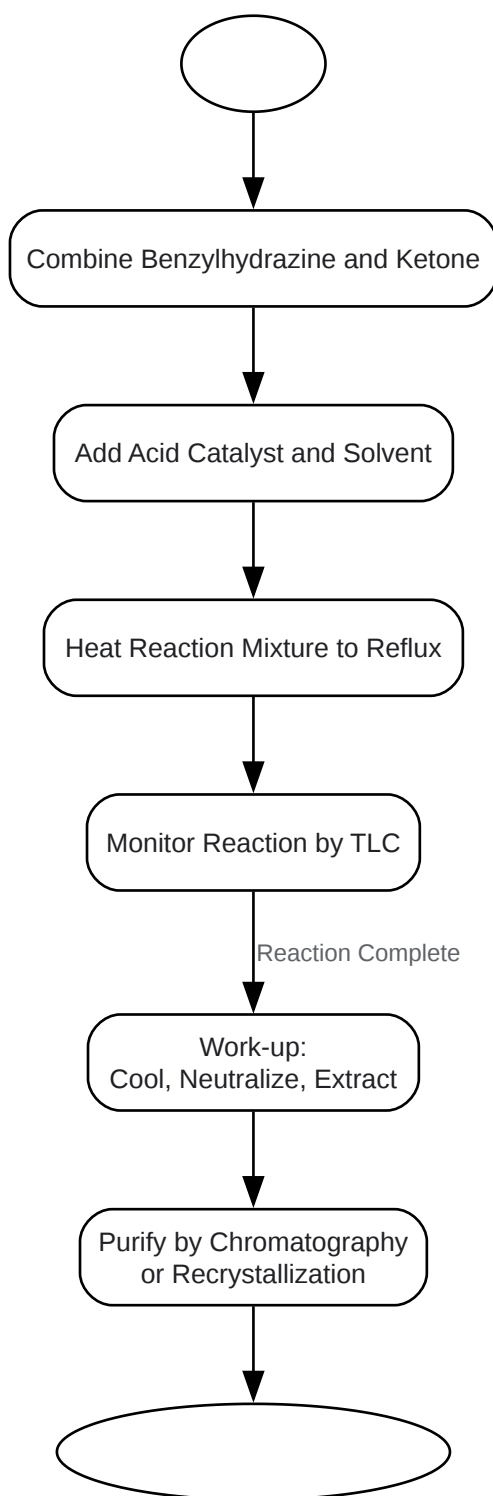 Combine Benzylhydrazine and Ketone
Add Acid Catalyst and Solvent
Heat Reaction Mixture to Reflux
Monitor Reaction by TLC
Reaction Complete
Work-up:
Cool, Neutralize, Extract
Purify by Chromatography
or Recrystallization